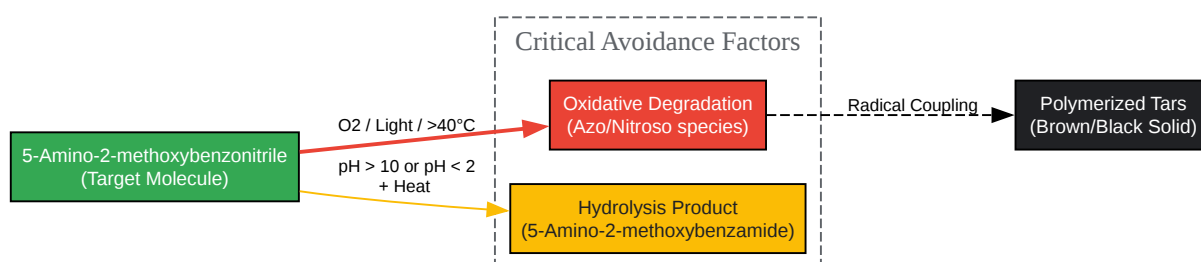 Critical Avoidance Factors
5-Amino-2-methoxybenzonitrile
(Target Molecule)
O2 / Light / >40°C
pH > 10 or pH < 2
+ Heat
Oxidative Degradation
(Azo/Nitroso species)
Hydrolysis Product
(5-Amino-2-methoxybenzamide)
Radical Coupling
Polymerized Tars
(Brown/Black Solid)